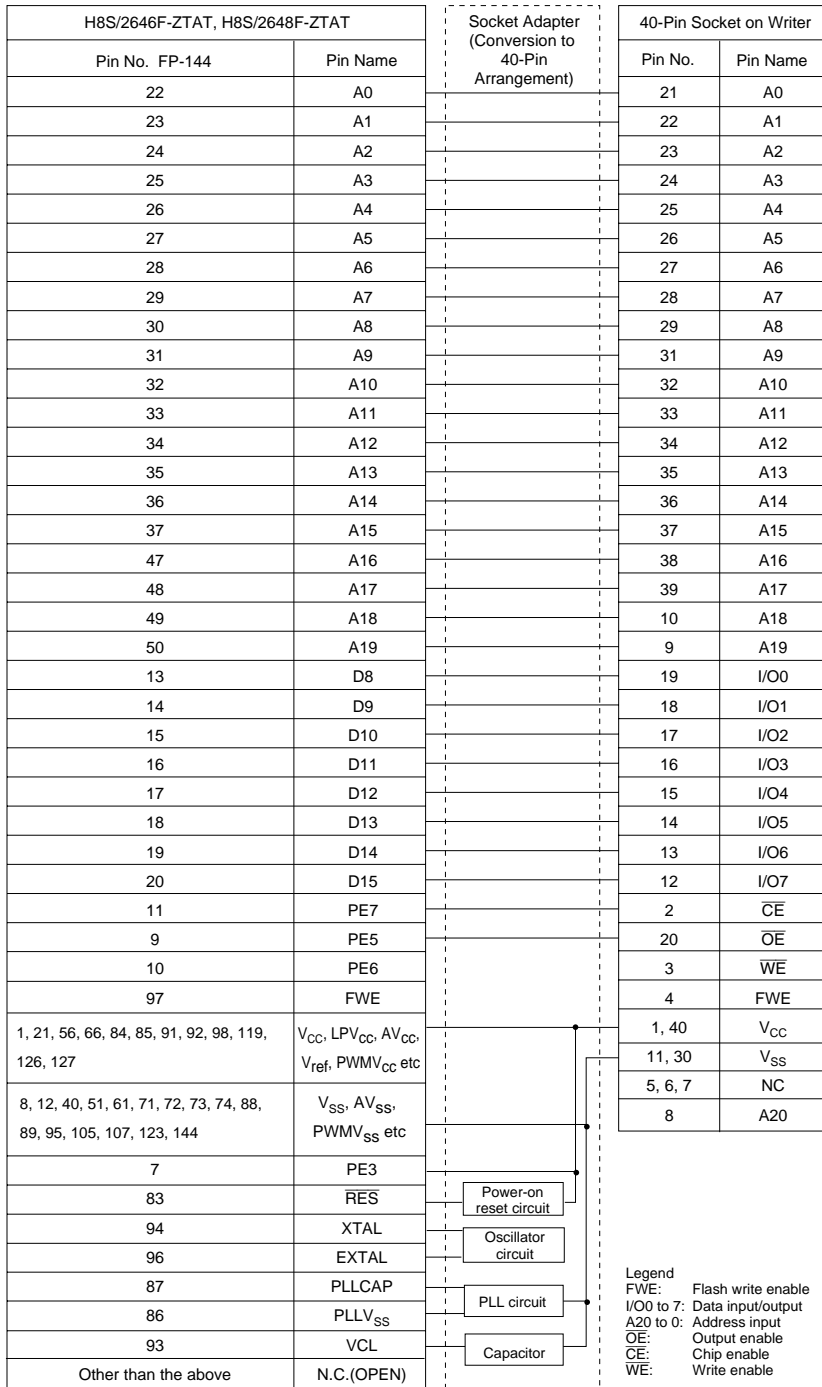 H8S/2646F-ZTAT, H8S/2648F-ZTAT
Pin No. FP-144 Pin Name
22 A0
23 A1
24 A2
25 A3
26 A4
27 A5
28 A6
29 A7
30 A8
31 A9
32 A10
33 A11
34 A12
35 A13
36 A14
37 A15
47 A16
48 A17
49 A18
50 A19
13 D8
14 D9
15 D10
16 D11
17 D12
18 D13
19 D14
20 D15
11 PE7
9 PE5
10 PE6
97 FWE
1, 21, 56, 66, 84, 85, 91, 92, 98, 119,
126, 127
VCC, LPVCC, AVCC,
Vref, PWMVCC etc
8, 12, 40, 51, 61, 71, 72, 73, 74, 88,
89, 95, 105, 107, 123, 144
VSS, AVSS,
PWMVSS etc
7 PE3
83 R̅E̅S̅
94 XTAL
96 EXTAL
87 PLLCAP
86 PLLVSS
93 VCL
Other than the above N.C.(OPEN)
Socket Adapter
(Conversion to
40-Pin
Arrangement)
Power-on
reset circuit
Oscillator
circuit
PLL circuit
Capacitor
40-Pin Socket on Writer
Pin No. Pin Name
21 A0
22 A1
23 A2
24 A3
25 A4
26 A5
27 A6
28 A7
29 A8
31 A9
32 A10
33 A11
34 A12
35 A13
36 A14
37 A15
38 A16
39 A17
10 A18
9 A19
19 I/O0
18 I/O1
17 I/O2
16 I/O3
15 I/O4
14 I/O5
13 I/O6
12 I/O7
2 C̅E̅
20 O̅E̅
3 W̅E̅
4 FWE
1, 40 VCC
11, 30 VSS
5, 6, 7 NC
8 A20
Legend
FWE: Flash write enable
I/O0 to 7: Data input/output
A20 to 0: Address input
O̅E̅: Output enable
C̅E̅: Chip enable
W̅E̅: Write enable